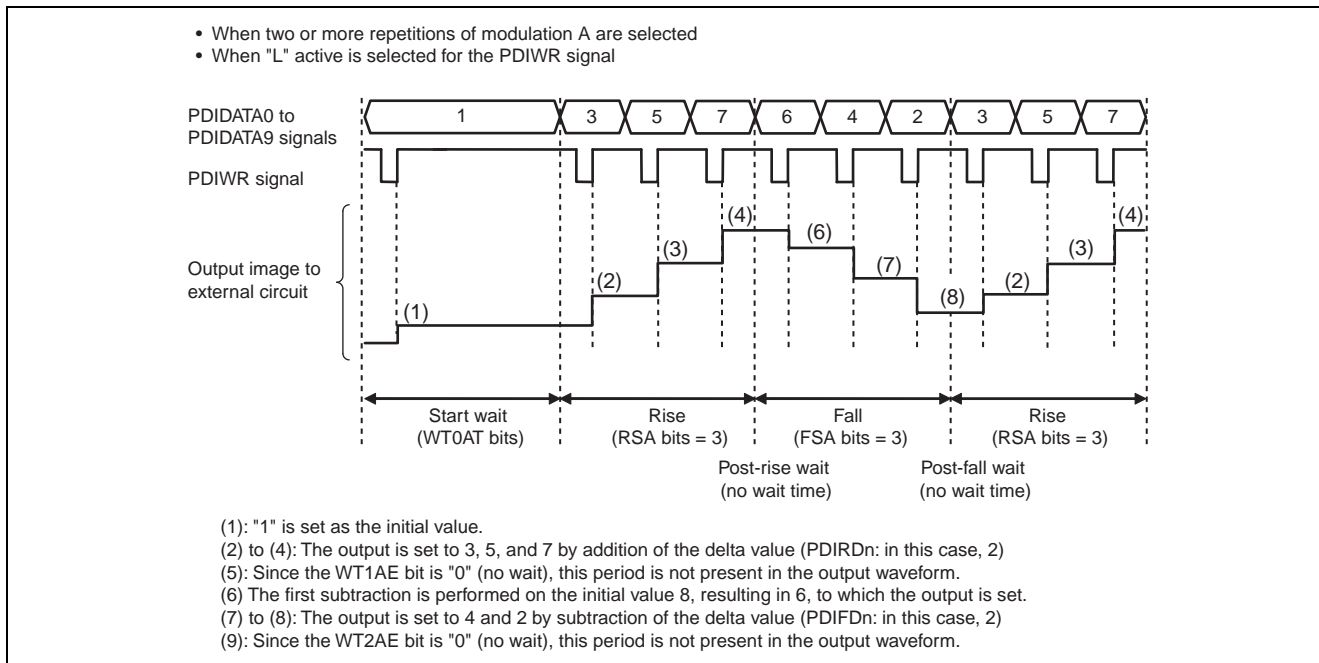 • When two or more repetitions of modulation A are selected
• When "L" active is selected for the PDIWR signal
PDIDATA0 to
PDIDATA9 signals
1 3 5 7 6 4 2 3 5 7
PDIWR signal
Output image to
external circuit
(1) (2) (3) (4) (6) (7) (8) (2) (3) (4)
Start wait
(WT0AT bits)
Rise
(RSA bits = 3)
Fall
(FSA bits = 3)
Rise
(RSA bits = 3)
Post-rise wait
(no wait time)
Post-fall wait
(no wait time)
(1): "1" is set as the initial value.
(2) to (4): The output is set to 3, 5, and 7 by addition of the delta value (PDIRDn: in this case, 2)
(5): Since the WT1AE bit is "0" (no wait), this period is not present in the output waveform.
(6) The first subtraction is performed on the initial value 8, resulting in 6, to which the output is set.
(7) to (8): The output is set to 4 and 2 by subtraction of the delta value (PDIFDn: in this case, 2)
(9): Since the WT2AE bit is "0" (no wait), this period is not present in the output waveform.